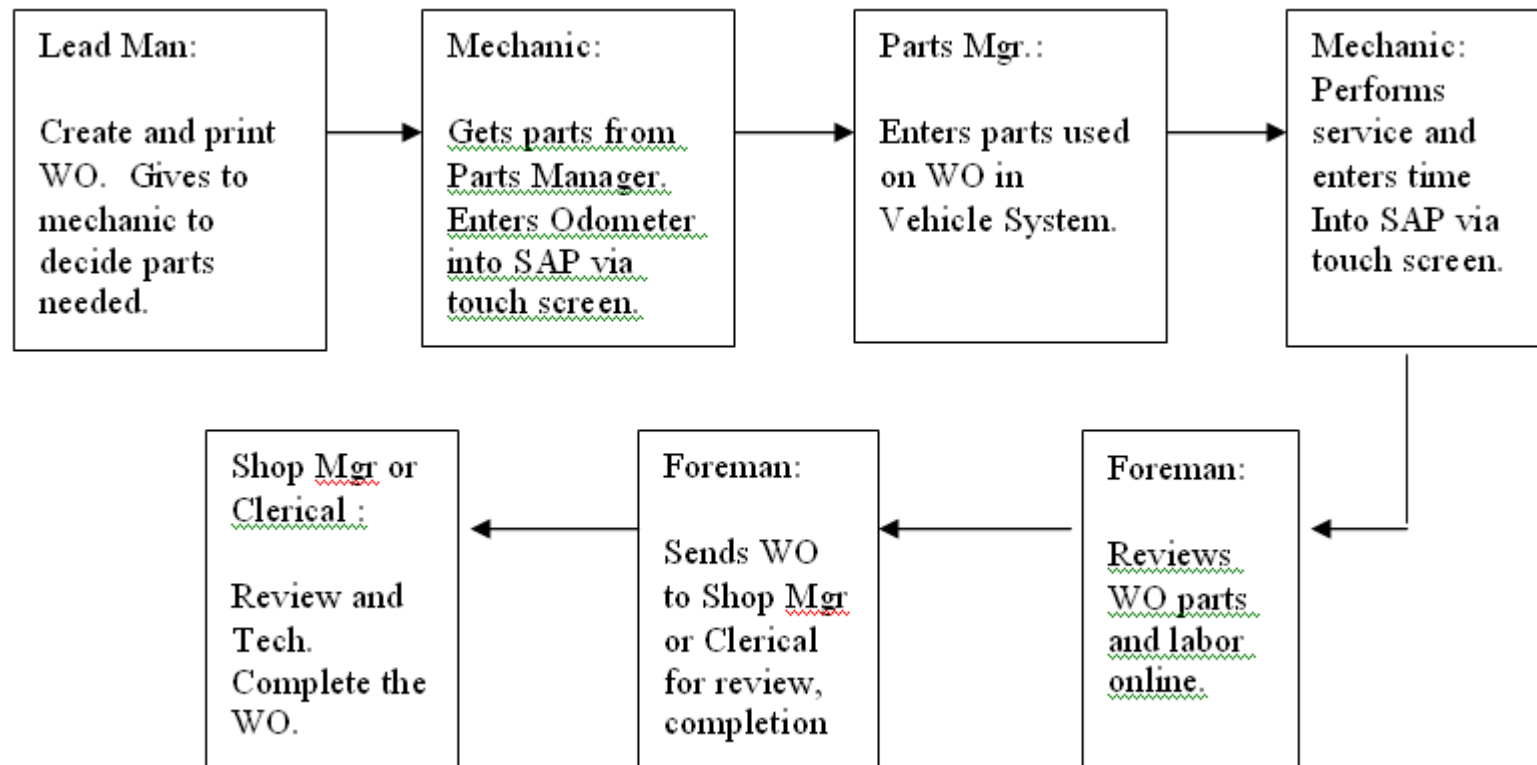 Lead Man:
Create and print
WO. Gives to
mechanic to
decide parts
needed.
Mechanic:
Gets parts from
Parts Manager.
Enters Odometer
into SAP via
touch screen.
Parts Mgr.:
Enters parts used
on WO in
Vehicle System.
Mechanic:
Performs
service and
enters time
Into SAP via
touch screen.
Foreman:
Reviews
WO parts
and labor
online.
Foreman:
Sends WO
to Shop Mgr
or Clerical
for review,
completion
Shop Mgr or
Clerical :
Review and
Tech.
Complete the
WO.